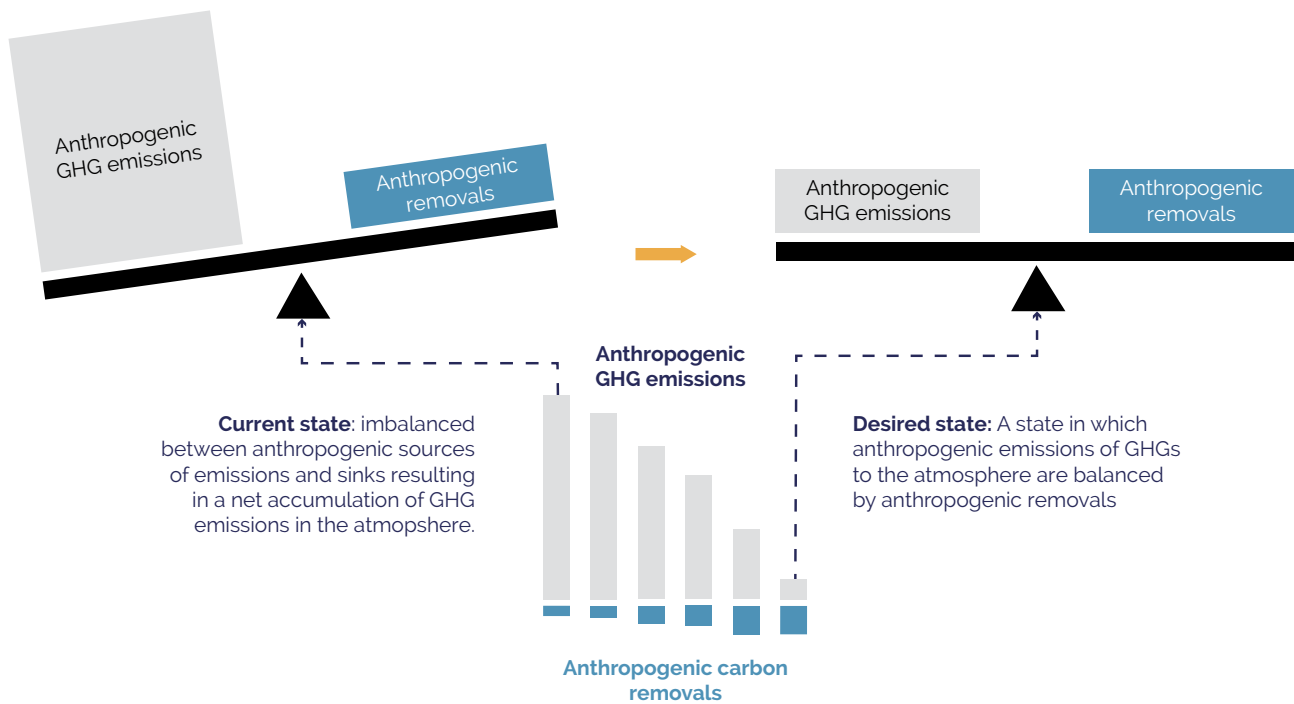 Anthropogenic
GHG emissions
Anthropogenic
removals
Anthropogenic
GHG emissions
Anthropogenic
removals
Anthropogenic
GHG emissions
Current state: imbalanced
between anthropogenic sources
of emissions and sinks resulting
in a net accumulation of GHG
emissions in the atmopshere.
Desired state: A state in which
anthropogenic emissions of GHGs
to the atmosphere are balanced
by anthropogenic removals
Anthropogenic carbon
removals